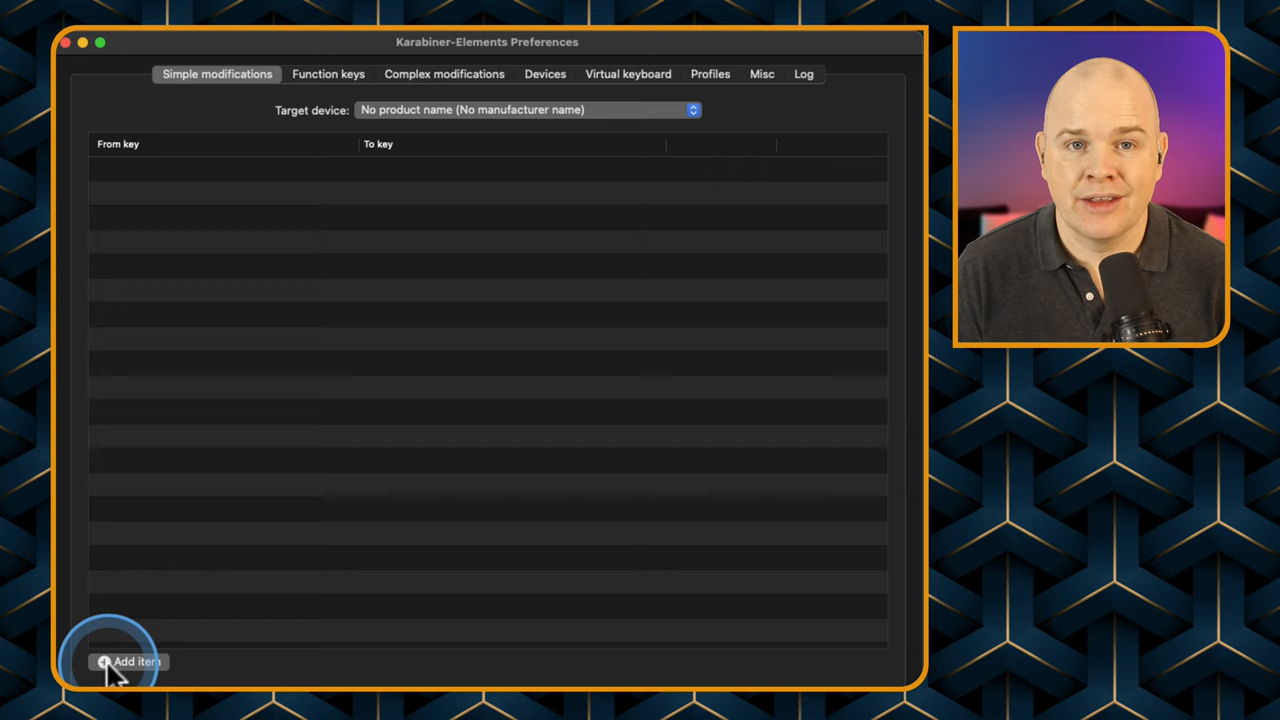 Karabiner-Elements Preferences
Simple modifications Function keys Complex modifications Devices Virtual keyboard Profiles Misc Log
Target device: No product name (No manufacturer name)
From key To key
Add item